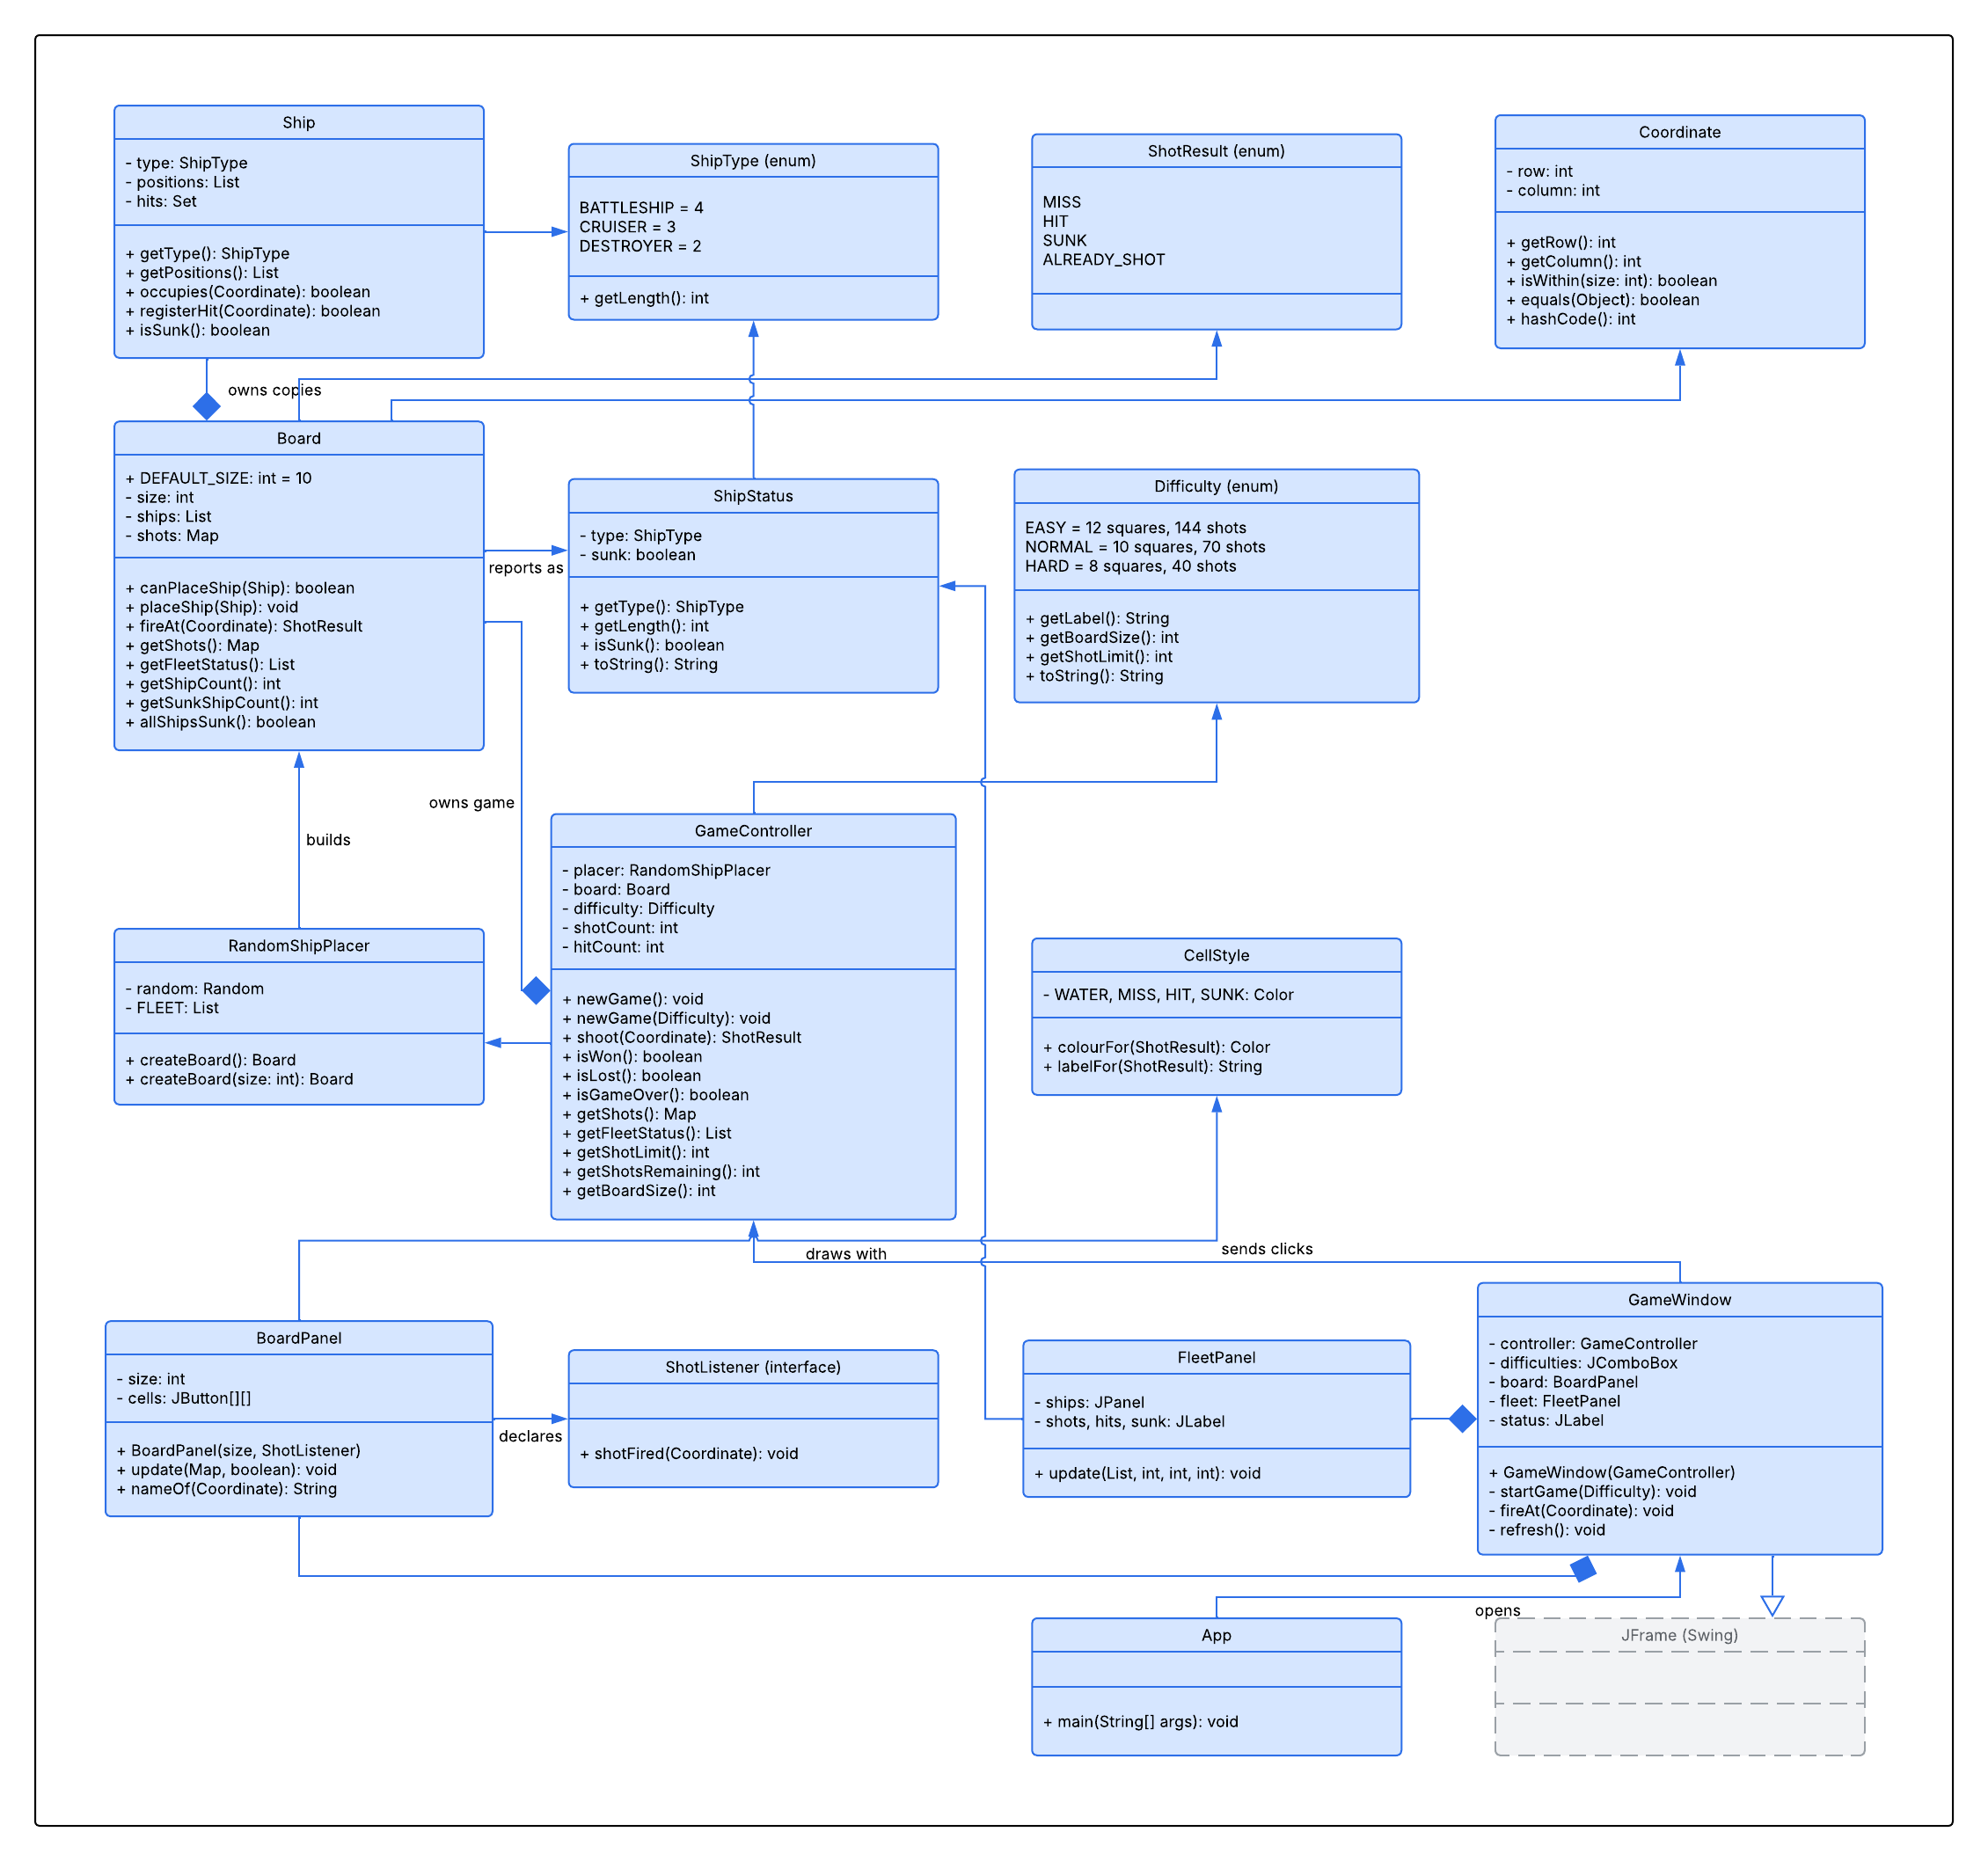 Ship
- type: ShipType
- positions: List
- hits: Set
+ getType(): ShipType
+ getPositions(): List
+ occupies(Coordinate): boolean
+ registerHit(Coordinate): boolean
+ isSunk(): boolean
ShipType (enum)
BATTLESHIP = 4
CRUISER = 3
DESTROYER = 2
+ getLength(): int
ShotResult (enum)
MISS
HIT
SUNK
ALREADY_SHOT
Coordinate
- row: int
- column: int
+ getRow(): int
+ getColumn(): int
+ isWithin(size: int): boolean
+ equals(Object): boolean
+ hashCode(): int
owns copies
Board
+ DEFAULT_SIZE: int = 10
- size: int
- ships: List
- shots: Map
+ canPlaceShip(Ship): boolean
+ placeShip(Ship): void
+ fireAt(Coordinate): ShotResult
+ getShots(): Map
+ getFleetStatus(): List
+ getShipCount(): int
+ getSunkShipCount(): int
+ allShipsSunk(): boolean
reports as
ShipStatus
- type: ShipType
- sunk: boolean
+ getType(): ShipType
+ getLength(): int
+ isSunk(): boolean
+ toString(): String
Difficulty (enum)
EASY = 12 squares, 144 shots
NORMAL = 10 squares, 70 shots
HARD = 8 squares, 40 shots
+ getLabel(): String
+ getBoardSize(): int
+ getShotLimit(): int
+ toString(): String
owns game
builds
GameController
- placer: RandomShipPlacer
- board: Board
- difficulty: Difficulty
- shotCount: int
- hitCount: int
+ newGame(): void
+ newGame(Difficulty): void
+ shoot(Coordinate): ShotResult
+ isWon(): boolean
+ isLost(): boolean
+ isGameOver(): boolean
+ getShots(): Map
+ getFleetStatus(): List
+ getShotLimit(): int
+ getShotsRemaining(): int
+ getBoardSize(): int
RandomShipPlacer
- random: Random
- FLEET: List
+ createBoard(): Board
+ createBoard(size: int): Board
CellStyle
- WATER, MISS, HIT, SUNK: Color
+ colourFor(ShotResult): Color
+ labelFor(ShotResult): String
draws with
sends clicks
BoardPanel
- size: int
- cells: JButton[][]
+ BoardPanel(size, ShotListener)
+ update(Map, boolean): void
+ nameOf(Coordinate): String
declares
ShotListener (interface)
+ shotFired(Coordinate): void
FleetPanel
- ships: JPanel
- shots, hits, sunk: JLabel
+ update(List, int, int, int): void
GameWindow
- controller: GameController
- difficulties: JComboBox
- board: BoardPanel
- fleet: FleetPanel
- status: JLabel
+ GameWindow(GameController)
- startGame(Difficulty): void
- fireAt(Coordinate): void
- refresh(): void
opens
App
+ main(String[] args): void
JFrame (Swing)